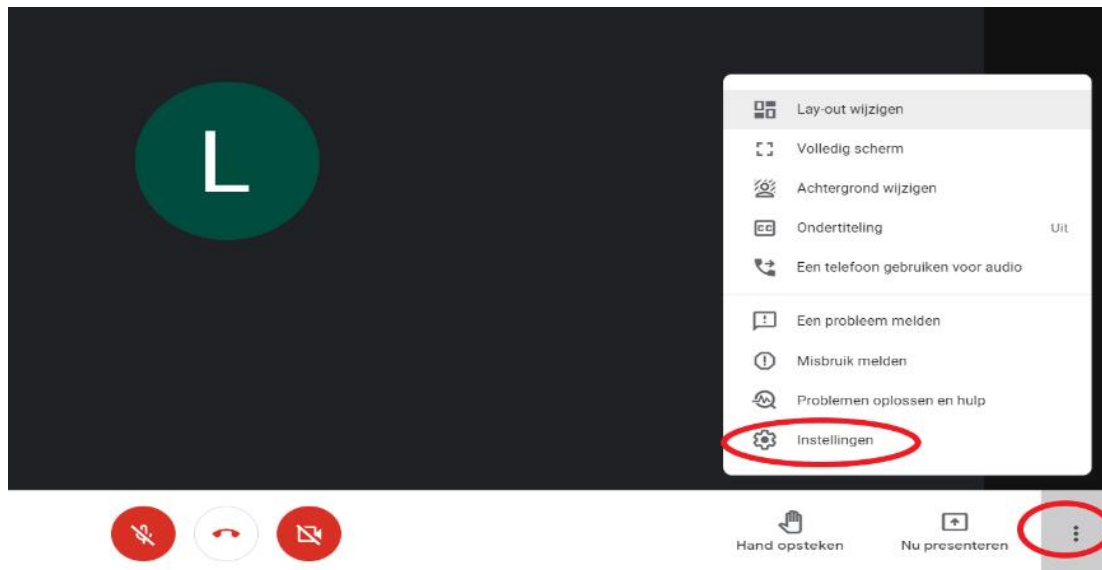 L
Lay-out wijzigen
Volledig scherm
Achtergrond wijzigen
CC Ondertiteling Uit
Een telefoon gebruiken voor audio
Een probleem melden
Misbruik melden
Problemen oplossen en hulp
Instellingen
Hand opsteken Nu presenteren